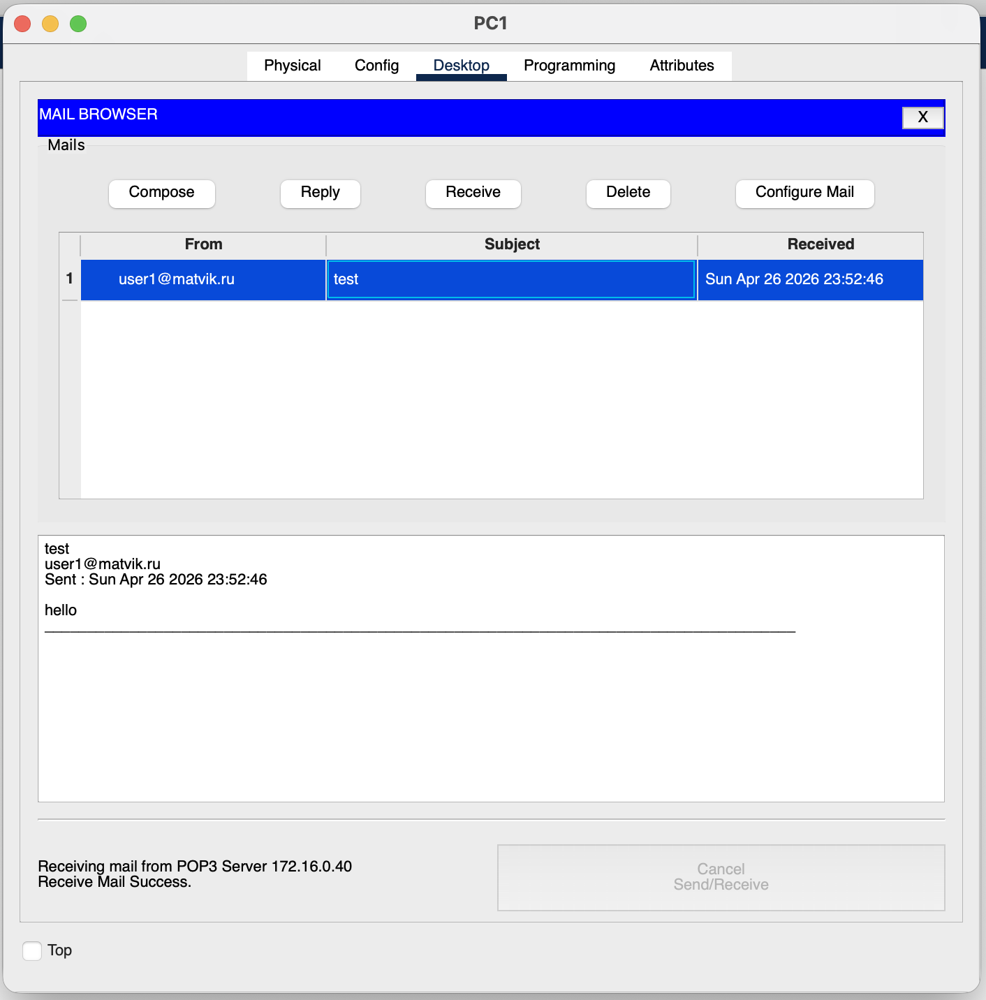 PC1
Physical Config Desktop Programming Attributes
MAIL BROWSER X
Mails
Compose Reply Receive Delete Configure Mail
From Subject Received
1 user1@matvik.ru test Sun Apr 26 2026 23:52:46
test
user1@matvik.ru
Sent : Sun Apr 26 2026 23:52:46
hello
Receiving mail from POP3 Server 172.16.0.40
Receive Mail Success.
Cancel
Send/Receive
Top